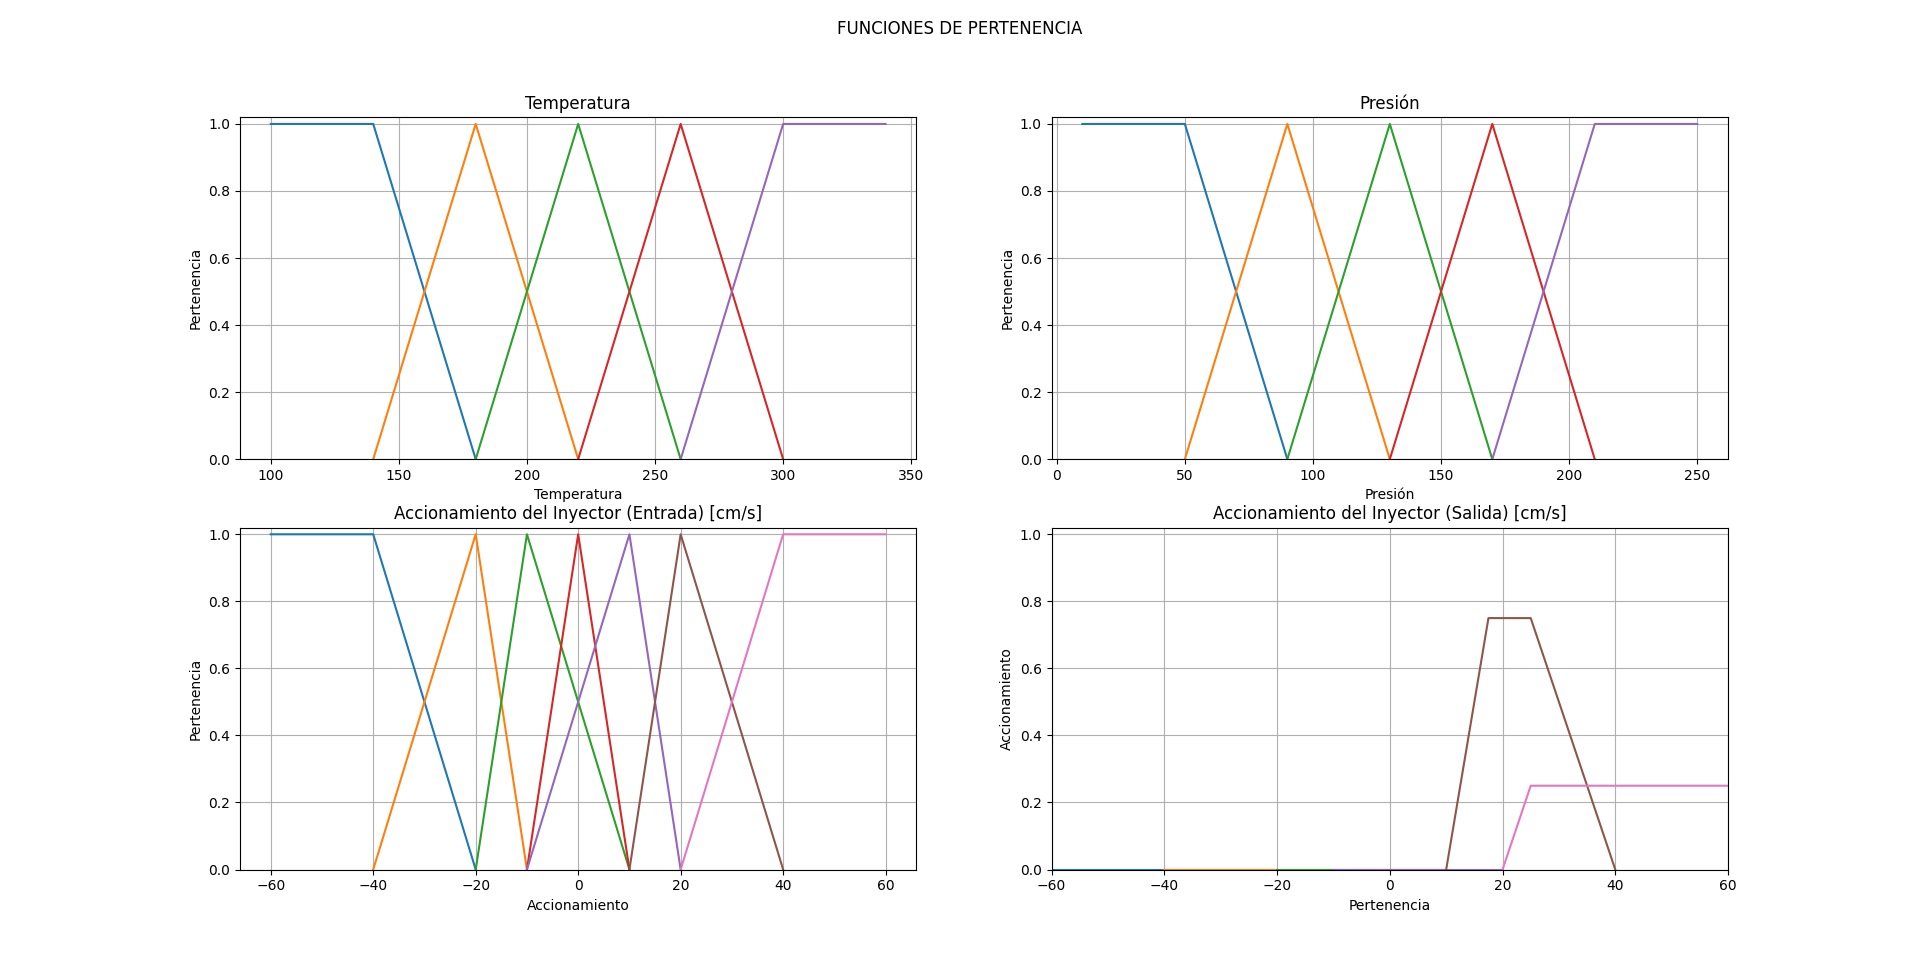 FUNCIONES DE PERTENENCIA
Temperatura
1.0
0.8
0.6
0.4
0.2
0.0
Pertenencia
100 150 200 250 300 350
Temperatura
Presión
1.0
0.8
0.6
0.4
0.2
0.0
Pertenencia
0 50 100 150 200 250
Presión
Accionamiento del Inyector (Entrada) [cm/s]
1.0
0.8
0.6
0.4
0.2
0.0
Pertenencia
−60 −40 −20 0 20 40 60
Accionamiento
Accionamiento del Inyector (Salida) [cm/s]
1.0
0.8
0.6
0.4
0.2
0.0
Accionamiento
−60 −40 −20 0 20 40 60
Pertenencia